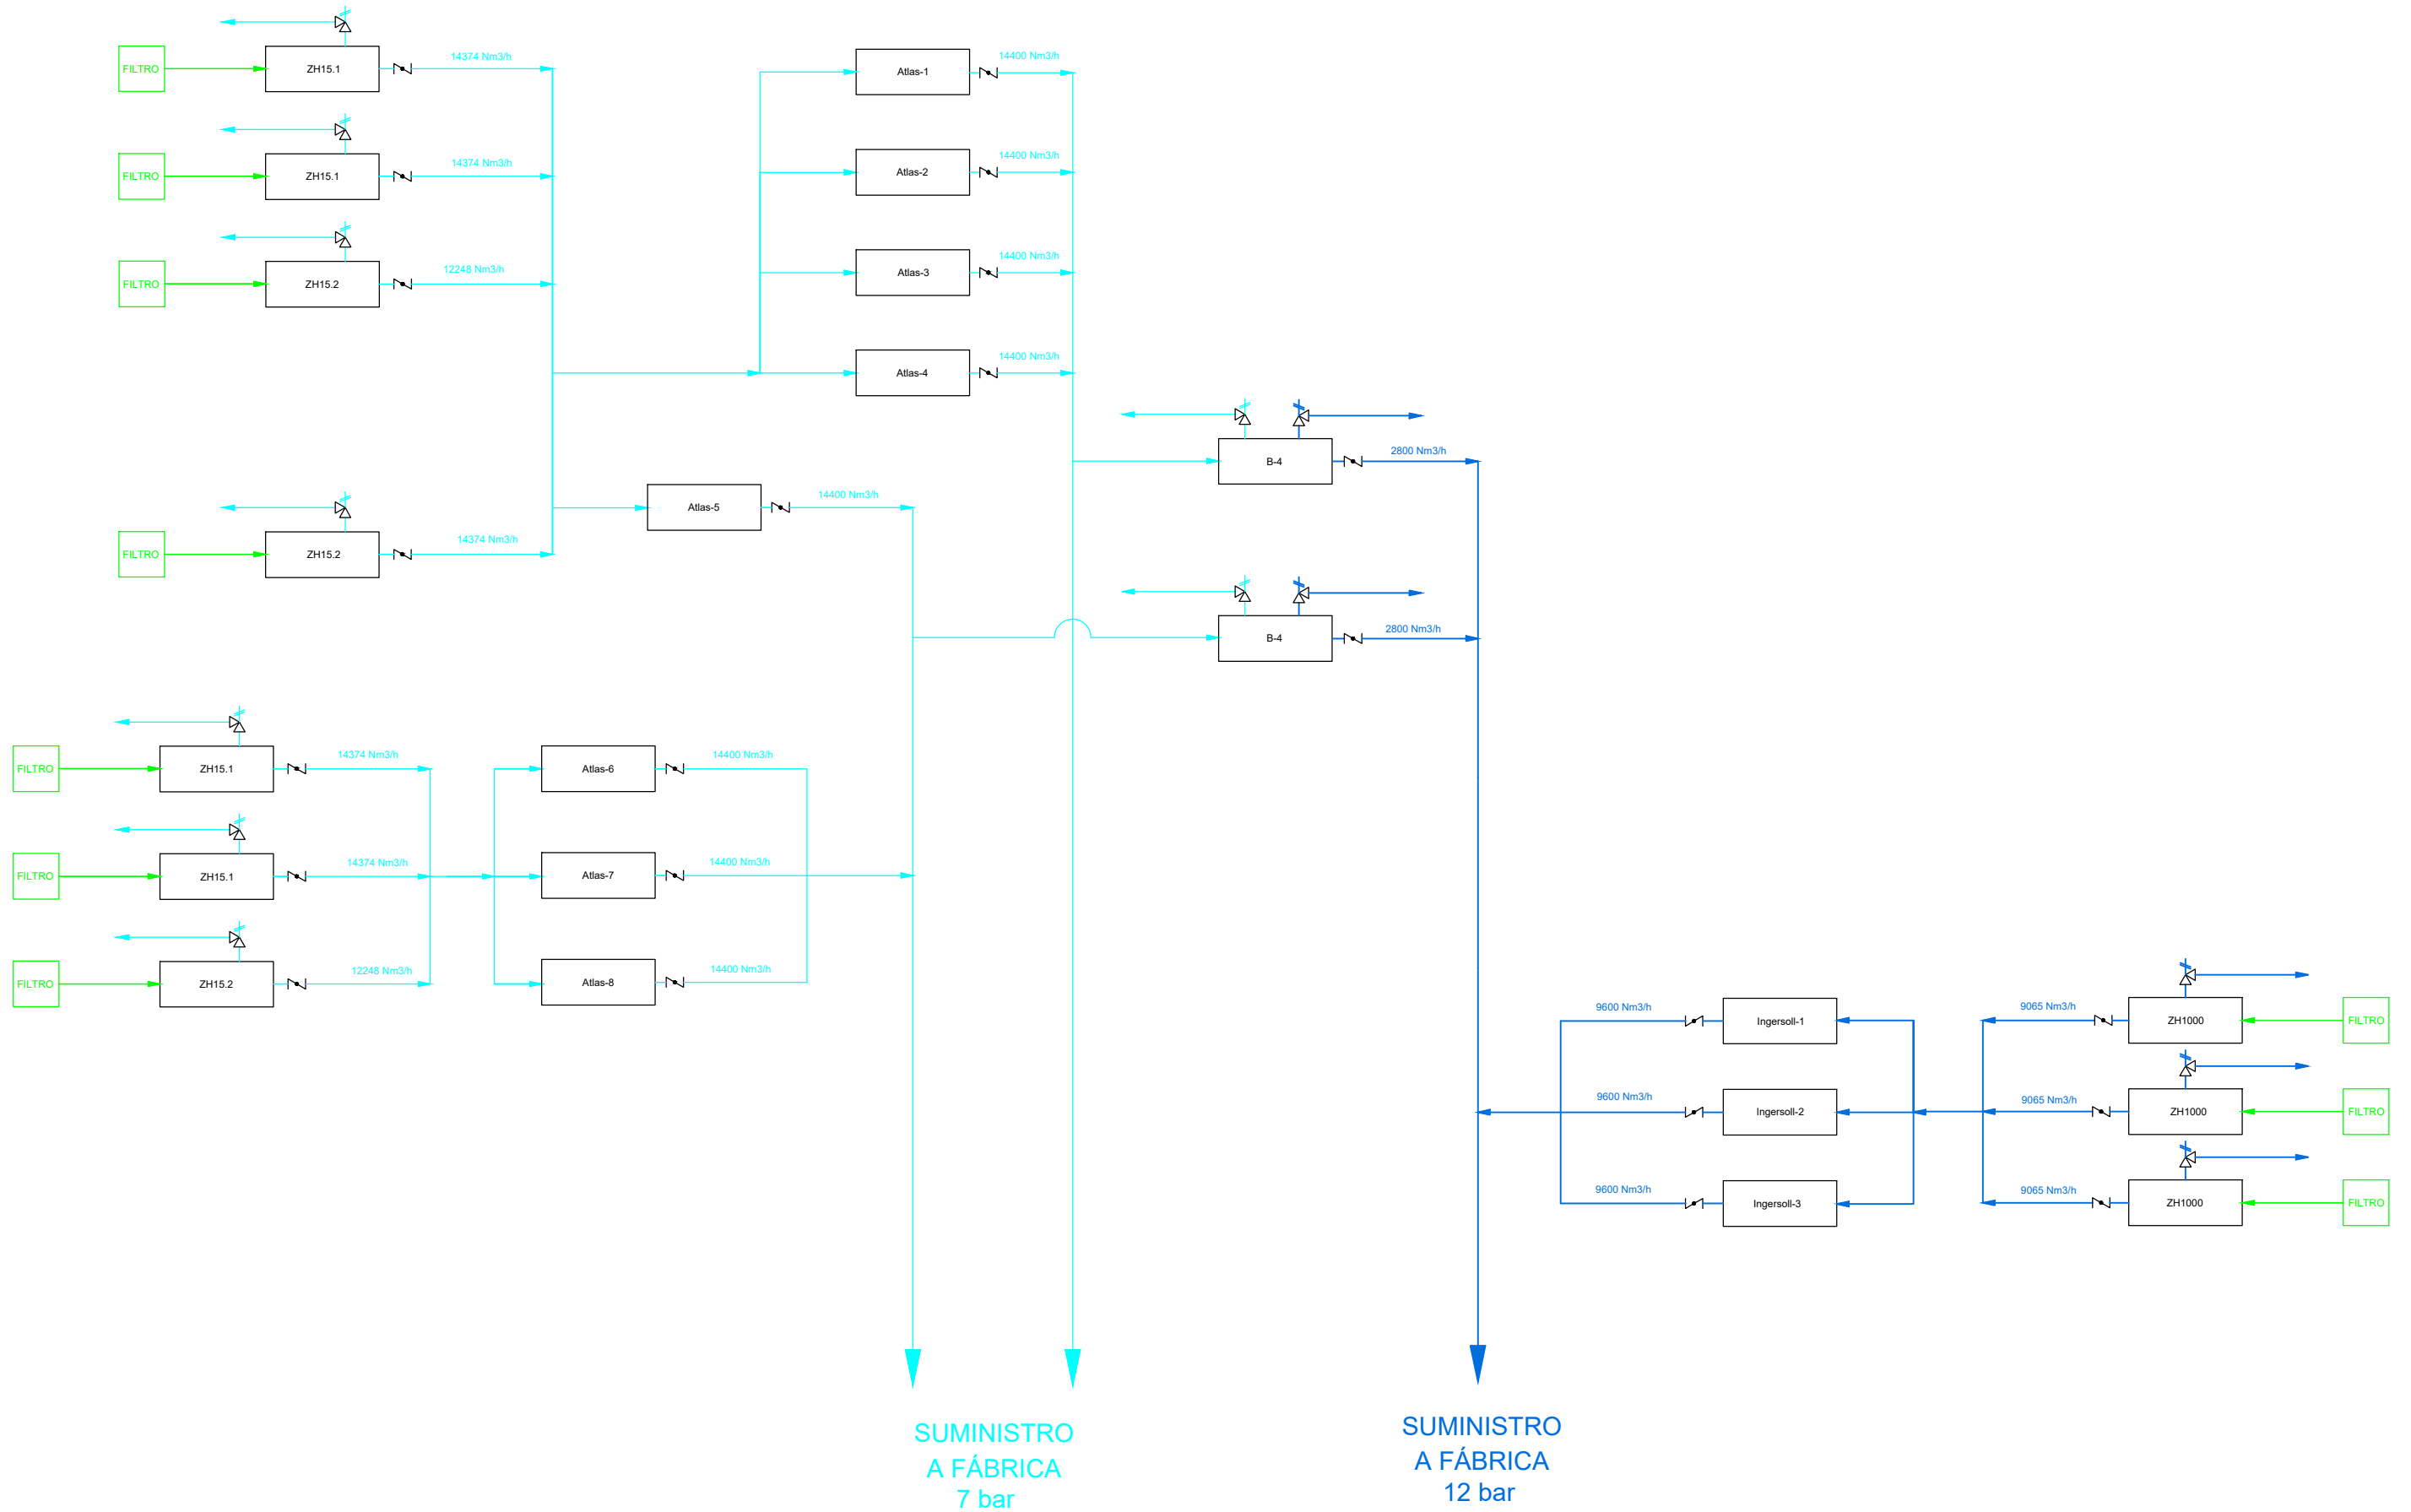 FILTRO
ZH15.1
14374 Nm3/h
Atlas-1
14400 Nm3/h
FILTRO
ZH15.1
14374 Nm3/h
Atlas-2
14400 Nm3/h
FILTRO
ZH15.2
12248 Nm3/h
Atlas-3
14400 Nm3/h
Atlas-4
14400 Nm3/h
B-4
2800 Nm3/h
Atlas-5
14400 Nm3/h
FILTRO
ZH15.2
14374 Nm3/h
B-4
2800 Nm3/h
FILTRO
ZH15.1
14374 Nm3/h
Atlas-6
14400 Nm3/h
FILTRO
ZH15.1
14374 Nm3/h
Atlas-7
14400 Nm3/h
FILTRO
ZH15.2
12248 Nm3/h
Atlas-8
14400 Nm3/h
9600 Nm3/h
Ingersoll-1
9065 Nm3/h
ZH1000
FILTRO
9600 Nm3/h
Ingersoll-2
9065 Nm3/h
ZH1000
FILTRO
9600 Nm3/h
Ingersoll-3
9065 Nm3/h
ZH1000
FILTRO
SUMINISTRO
A FÁBRICA
7 bar
SUMINISTRO
A FÁBRICA
12 bar